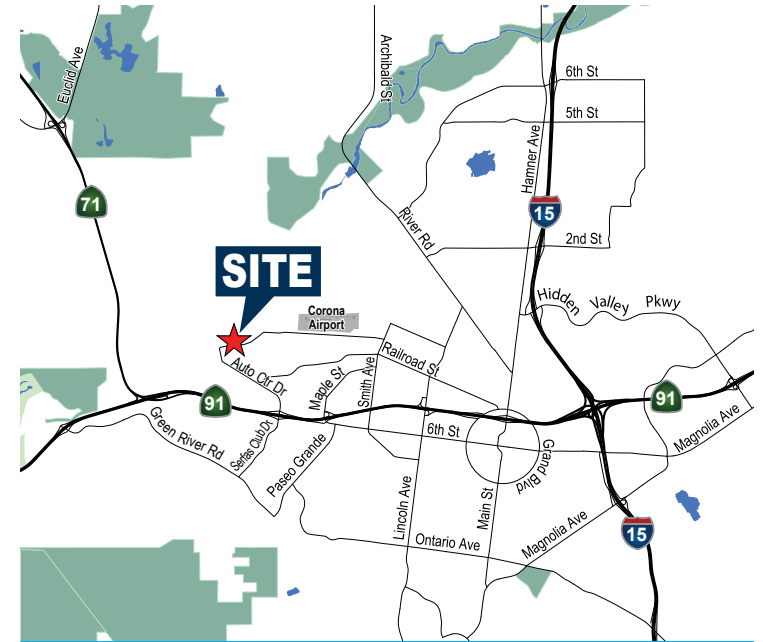 Euclid Ave
Archibald St
6th St
5th St
Hamner Ave
71
15
River Rd
2nd St
SITE
Hidden Valley Pkwy
Corona
Airport
Railroad St
Auto Ctr Dr
Maple St
Smith Ave
91
91
Green River Rd
Serfas Club Dr
Paseo Grande
6th St
Grand Blvd
Magnolia Ave
Lincoln Ave
Main St
Ontario Ave
Magnolia Ave
15